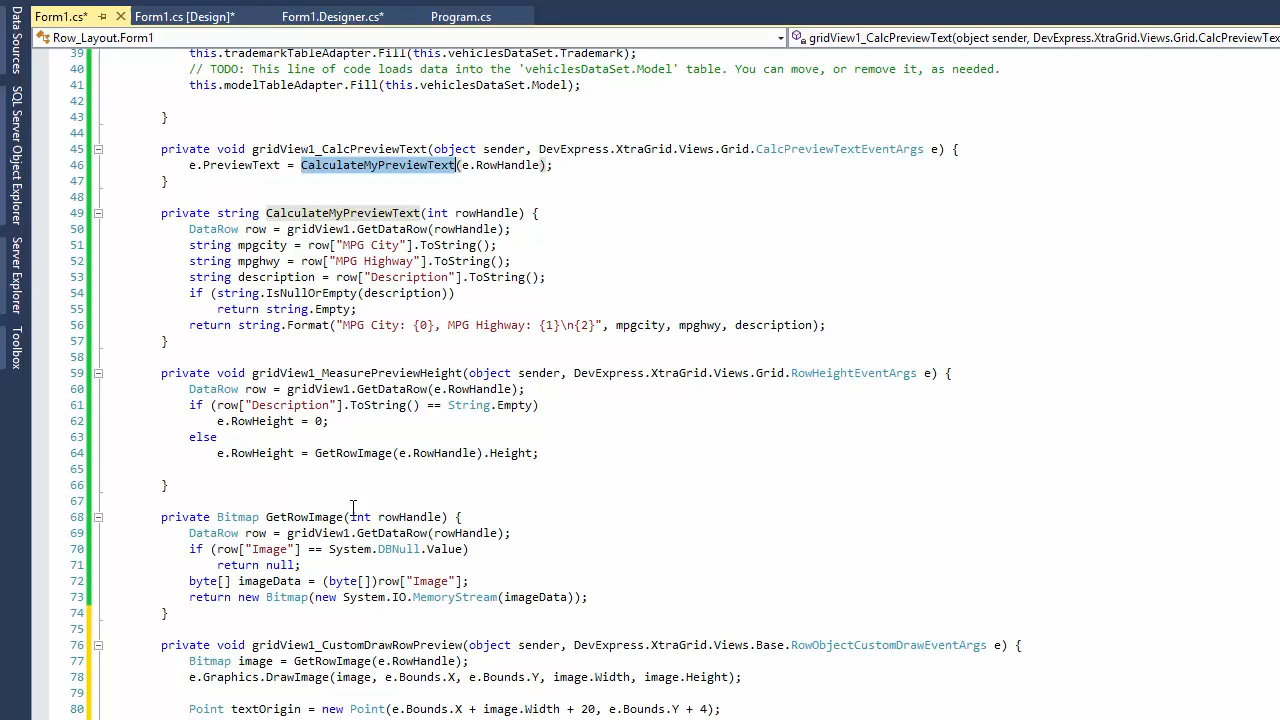 Form1.cs* Form1.cs [Design]* Form1.Designer.cs* Program.cs
Data Sources
SQL Server Object Explorer
Server Explorer
Toolbox
Row_Layout.Form1 gridView1_CalcPreviewText(object sender, DevExpress.XtraGrid.Views.Grid.CalcPreviewText
39 this.trademarkTableAdapter.Fill(this.vehiclesDataSet.Trademark);
40 // TODO: This line of code loads data into the 'vehiclesDataSet.Model' table. You can move, or remove it, as needed.
41 this.modelTableAdapter.Fill(this.vehiclesDataSet.Model);
42
43 }
44
45 private void gridView1_CalcPreviewText(object sender, DevExpress.XtraGrid.Views.Grid.CalcPreviewTextEventArgs e) {
46 e.PreviewText = CalculateMyPreviewText(e.RowHandle);
47 }
48
49 private string CalculateMyPreviewText(int rowHandle) {
50 DataRow row = gridView1.GetDataRow(rowHandle);
51 string mpgcity = row["MPG City"].ToString();
52 string mpghwy = row["MPG Highway"].ToString();
53 string description = row["Description"].ToString();
54 if (string.IsNullOrEmpty(description))
55 return string.Empty;
56 return string.Format("MPG City: {0}, MPG Highway: {1}\n{2}", mpgcity, mpghwy, description);
57 }
58
59 private void gridView1_MeasurePreviewHeight(object sender, DevExpress.XtraGrid.Views.Grid.RowHeightEventArgs e) {
60 DataRow row = gridView1.GetDataRow(e.RowHandle);
61 if (row["Description"].ToString() == String.Empty)
62 e.RowHeight = 0;
63 else
64 e.RowHeight = GetRowImage(e.RowHandle).Height;
65
66 }
67
68 private Bitmap GetRowImage(int rowHandle) {
69 DataRow row = gridView1.GetDataRow(rowHandle);
70 if (row["Image"] == System.DBNull.Value)
71 return null;
72 byte[] imageData = (byte[])row["Image"];
73 return new Bitmap(new System.IO.MemoryStream(imageData));
74 }
75
76 private void gridView1_CustomDrawRowPreview(object sender, DevExpress.XtraGrid.Views.Base.RowObjectCustomDrawEventArgs e) {
77 Bitmap image = GetRowImage(e.RowHandle);
78 e.Graphics.DrawImage(image, e.Bounds.X, e.Bounds.Y, image.Width, image.Height);
79
80 Point textOrigin = new Point(e.Bounds.X + image.Width + 20, e.Bounds.Y + 4);